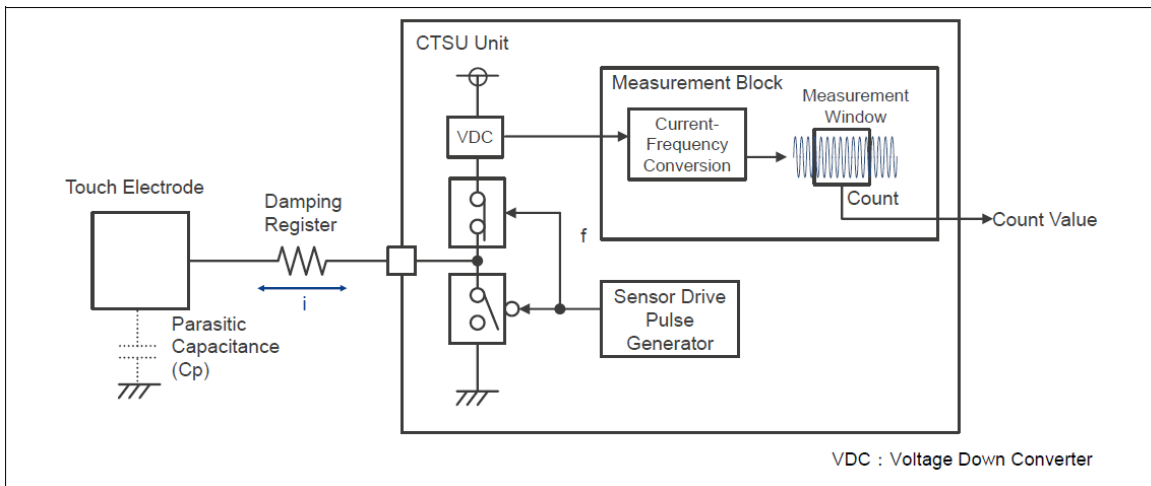 CTSU Unit
Measurement Block
Measurement
Window
VDC
Current-
Frequency
Conversion
Touch Electrode
Damping
Register
Count
Count Value
f
i
Sensor Drive
Pulse
Generator
Parasitic
Capacitance
(Cp)
VDC : Voltage Down Converter